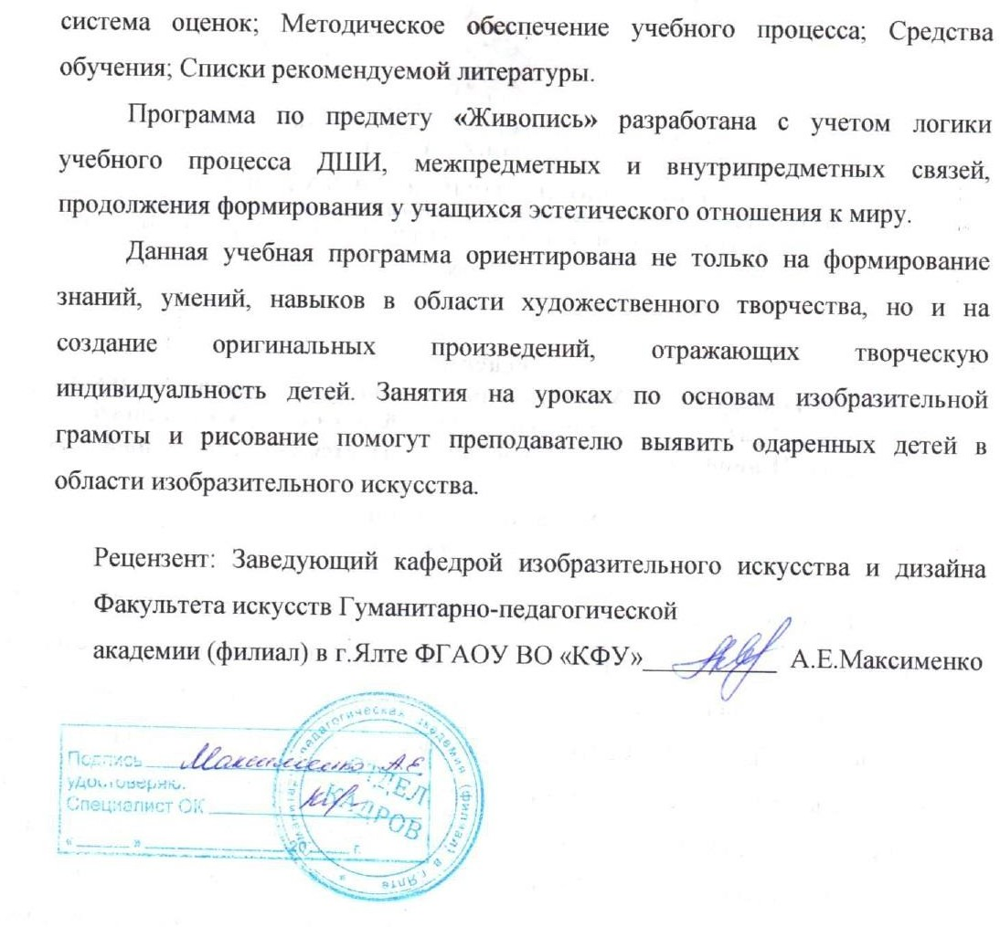 система оценок; Методическое обеспечение учебного процесса; Средства
обучения; Списки рекомендуемой литературы.
Программа по предмету «Живопись» разработана с учетом логики
учебного процесса ДШИ, межпредметных и внутрипредметных связей,
продолжения формирования у учащихся эстетического отношения к миру.
Данная учебная программа ориентирована не только на формирование
знаний, умений, навыков в области художественного творчества, но и на
создание оригинальных произведений, отражающих творческую
индивидуальность детей. Занятия на уроках по основам изобразительной
грамоты и рисование помогут преподавателю выявить одаренных детей в
области изобразительного искусства.
Рецензент: Заведующий кафедрой изобразительного искусства и дизайна
Факультета искусств Гуманитарно-педагогической
академии (филиал) в г.Ялте ФГАОУ ВО «КФУ»___________ А.Е.Максименко
Подпись Максименко А.Е.
удостоверяю.
Специалист ОК
« ____ » ____ 20 ____ г.
педагогическая академия (филиал) в г.Ялте
ОТДЕЛ
КАДРОВ